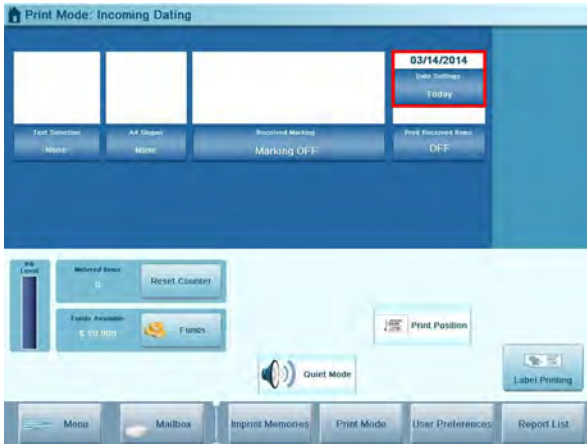 Print Mode: Incoming Dating
03/14/2014
Date Settings
Today
Text Selection
None
Ad Slogan
None
Received Marking
Marking OFF
Print Received Items
OFF
Ink
Level
Metered Items
0
Reset Counter
Funds Available
Funds
Print Position
Quiet Mode
Label Printing
Menu
Mailbox
Imprint Memories
Print Mode
User Preferences
Report List